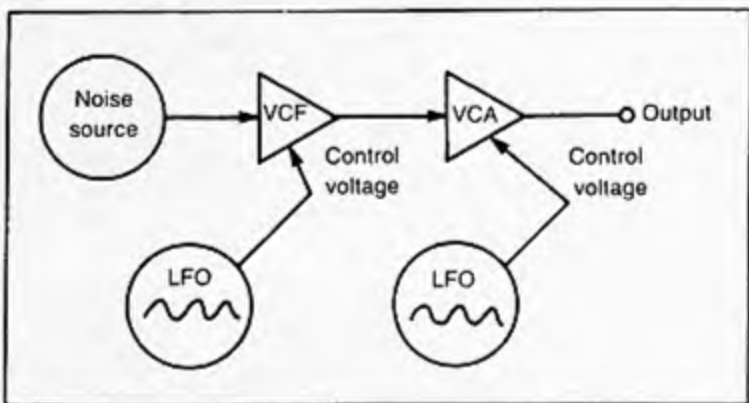 Noise
source
VCF
VCA
Output
Control
voltage
Control
voltage
LFO
LFO